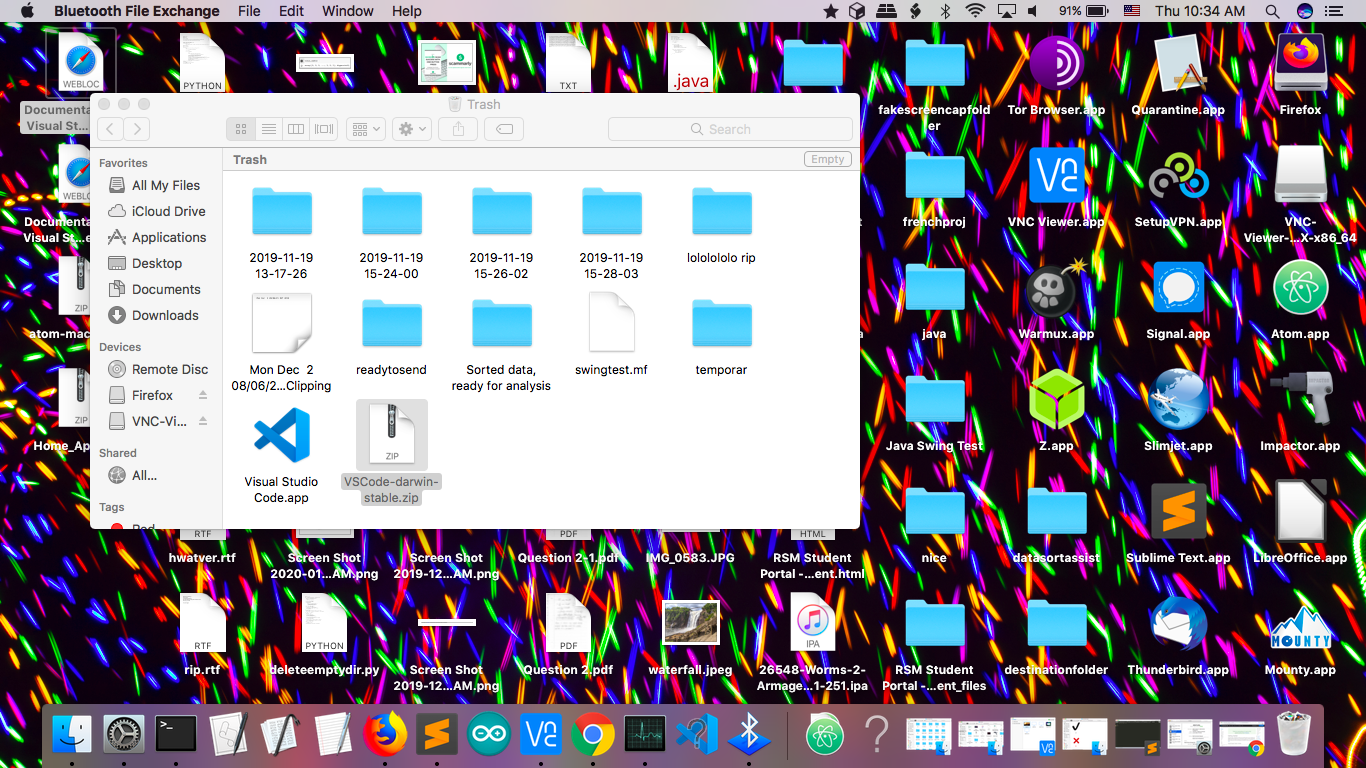 Bluetooth File Exchange File Edit Window Help 91% Thu 10:34 AM
WEBLOC
PYTHON
TXT
.java
Documenta
Visual St...
fakescreencapfold
er
Tor Browser.app
Quarantine.app
Firefox
Trash
Search
Trash
Empty
Favorites
All My Files
iCloud Drive
Applications
Desktop
Documents
Downloads
Devices
Remote Disc
Firefox
VNC-Vi...
Shared
All...
Tags
Red
2019-11-19
13-17-26
2019-11-19
15-24-00
2019-11-19
15-26-02
2019-11-19
15-28-03
lolololololo rip
Mon Dec 2
08/06/2...Clipping
readytosend
Sorted data,
ready for analysis
swingtest.mf
temporar
Visual Studio
Code.app
ZIP
VSCode-darwin-
stable.zip
Documenta
Visual St...e
frenchproj
VNC Viewer.app
SetupVPN.app
VNC-
Viewer-...X-x86_64
ZIP
atom-mac
java
Warmux.app
Signal.app
Atom.app
ZIP
Home_Ap
Java Swing Test
Z.app
Slimjet.app
Impactor.app
RTF
hwatver.rtf
Screen Shot
2020-01...AM.png
Screen Shot
2019-12...AM.png
PDF
Question 2-1.pdf
IMG_0583.JPG
HTML
RSM Student
Portal -...ent.html
nice
datasortassist
Sublime Text.app
LibreOffice.app
RTF
rip.rtf
PYTHON
deleteemptydir.py
Screen Shot
2019-12...AM.png
PDF
Question 2.pdf
waterfall.jpeg
IPA
26548-Worms-2-
Armage...1-251.ipa
RSM Student
Portal -...ent_files
destinationfolder
Thunderbird.app
MOUNTY
Mounty.app